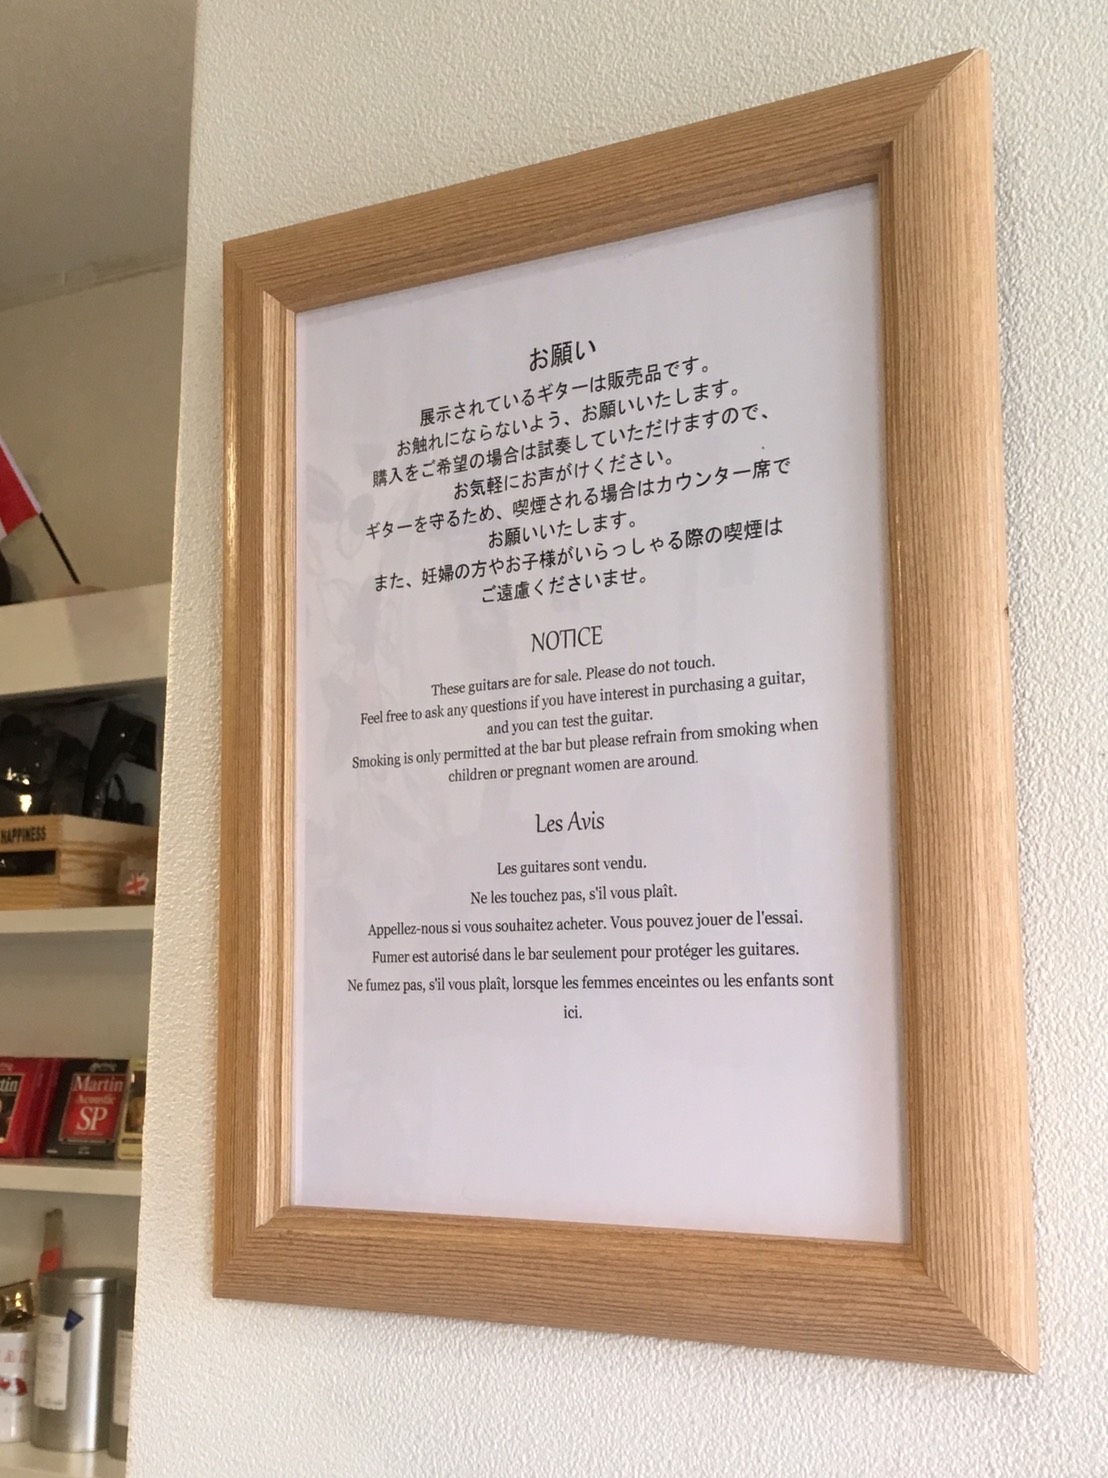 お願い
展示されているギターは販売品です。
お触れにならないよう、お願いいたします。
購入をご希望の場合は試奏していただけますので、
お気軽にお声がけください。
ギターを守るため、喫煙される場合はカウンター席で
お願いいたします。
また、妊婦の方やお子様がいらっしゃる際の喫煙は
ご遠慮くださいませ。
NOTICE
These guitars are for sale. Please do not touch.
Feel free to ask any questions if you have interest in purchasing a guitar,
and you can test the guitar.
Smoking is only permitted at the bar but please refrain from smoking when
children or pregnant women are around.
Les Avis
Les guitares sont vendu.
Ne les touchez pas, s'il vous plaît.
Appellez-nous si vous souhaitez acheter. Vous pouvez jouer de l'essai.
Fumer est autorisé dans le bar seulement pour protéger les guitares.
Ne fumez pas, s'il vous plaît, lorsque les femmes enceintes ou les enfants sont
ici.
HAPPINESS
Martin
Acoustic
SP